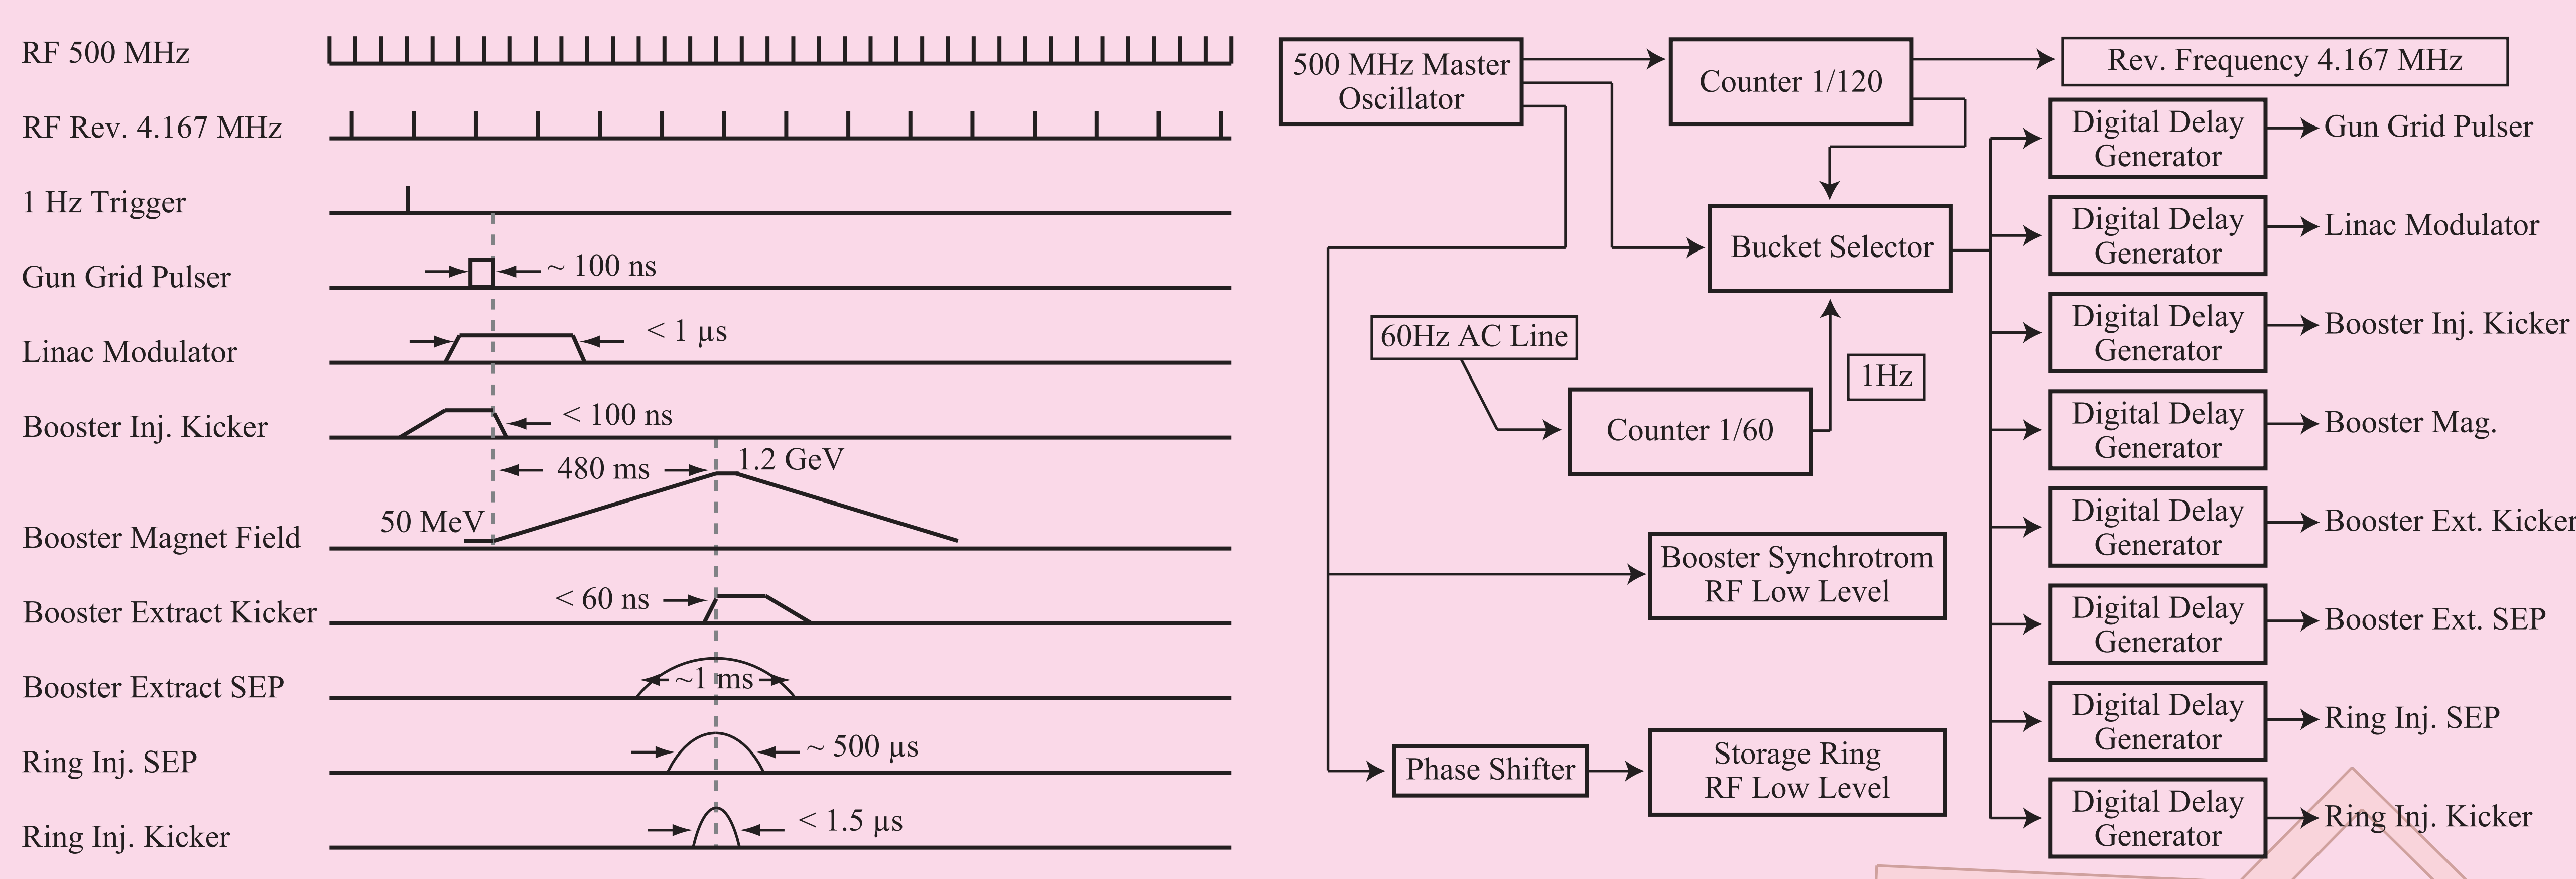 RF 500 MHz
RF Rev. 4.167 MHz
1 Hz Trigger
Gun Grid Pulser
~ 100 ns
Linac Modulator
< 1 µs
Booster Inj. Kicker
< 100 ns
480 ms
1.2 GeV
50 MeV
Booster Magnet Field
Booster Extract Kicker
< 60 ns
Booster Extract SEP
~1 ms
Ring Inj. SEP
~ 500 µs
Ring Inj. Kicker
< 1.5 µs
500 MHz Master
Oscillator
Counter 1/120
Rev. Frequency 4.167 MHz
Bucket Selector
60Hz AC Line
1Hz
Counter 1/60
Booster Synchrotrom
RF Low Level
Phase Shifter
Storage Ring
RF Low Level
Digital Delay
Generator
Gun Grid Pulser
Digital Delay
Generator
Linac Modulator
Digital Delay
Generator
Booster Inj. Kicker
Digital Delay
Generator
Booster Mag.
Digital Delay
Generator
Booster Ext. Kicker
Digital Delay
Generator
Booster Ext. SEP
Digital Delay
Generator
Ring Inj. SEP
Digital Delay
Generator
Ring Inj. Kicker